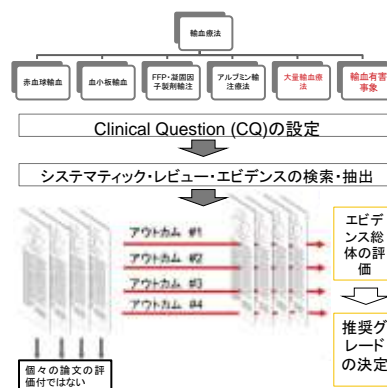 輸血療法
赤血球輸血
血小板輸血
FFP・凝固因
子製剤輸注
アルブミン輸
注療法
大量輸血療
法
輸血有害
事象
Clinical Question (CQ)の設定
システマティック・レビュー・エビデンスの検索・抽出
アウトカム #1
アウトカム #2
アウトカム #3
アウトカム #4
エビデ
ンス総
体の評
価
推奨グ
レード
の決定
個々の論文の評
価付ではない